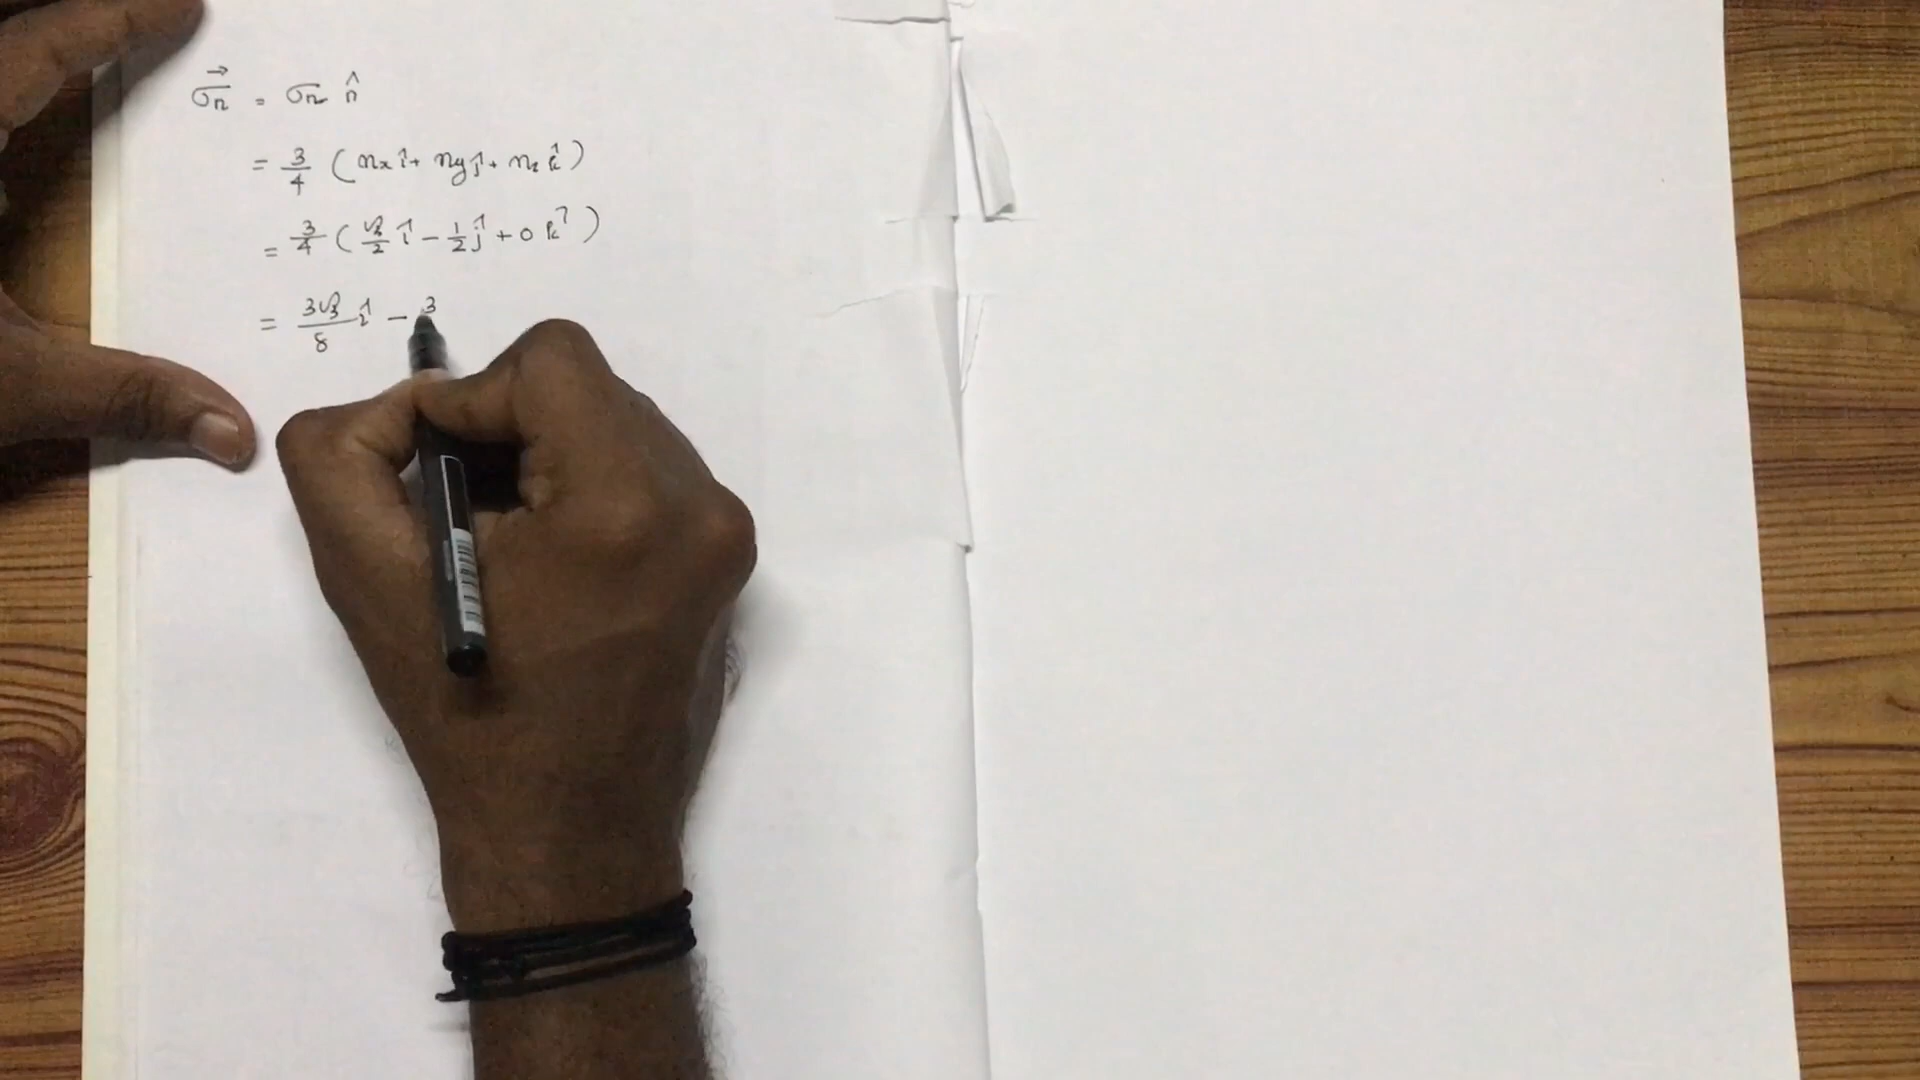 →σn = σn n̂
= 3/4 (nx î + ny ĵ + nz k̂)
= 3/4 (√3/2 î − 1/2 ĵ + 0 k̂)
= 3√3/8 î − 3